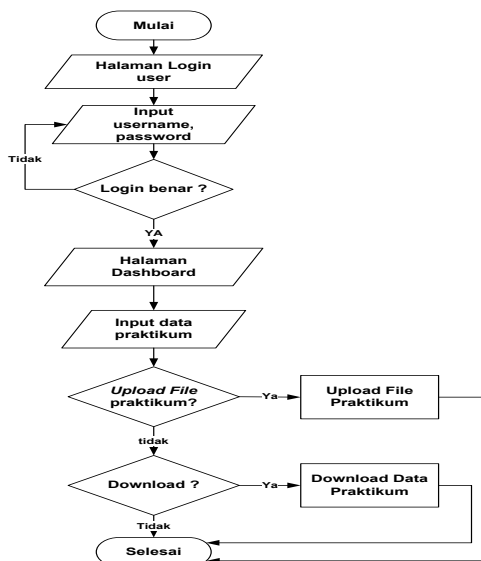 Mulai
Halaman Login
user
Input
username,
password
Tidak
Login benar ?
YA
Halaman
Dashboard
Input data
praktikum
Upload File
praktikum?
Ya
Upload File
Praktikum
tidak
Download ?
Ya
Download Data
Praktikum
Tidak
Selesai